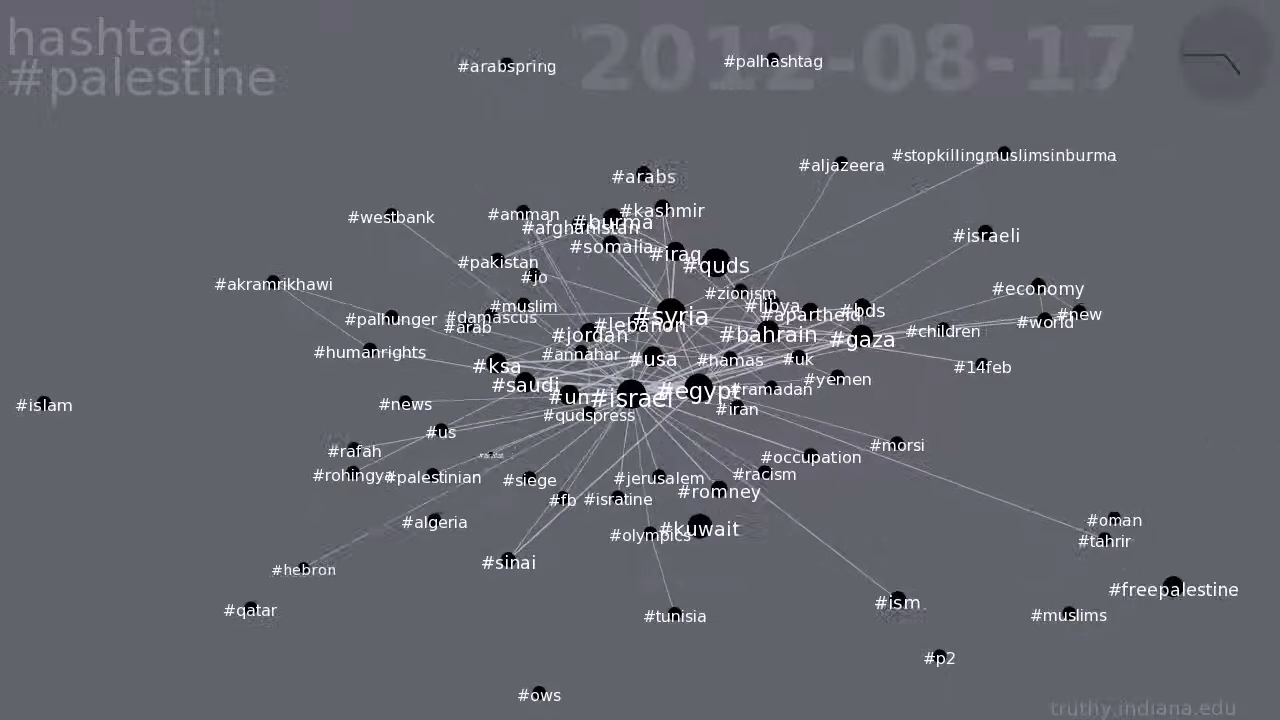 hashtag:
#palestine
2012-08-17
#arabspring
#palhashtag
#stopkillingmuslimsinburma
#aljazeera
#arabs
#kashmir
#westbank
#amman
#burma
#afghanistan
#israeli
#somalia
#iraq
#pakistan
#quds
#jo
#akramrikhawi
#economy
#zionism
#muslim
#libya
#bds
#apartheid
#new
#palhunger
#damascus
#syria
#world
#arab
#lebanon
#children
#jordan
#bahrain
#gaza
#humanrights
#annahar
#usa
#hamas
#uk
#ksa
#14feb
#yemen
#saudi
#ramadan
#egypt
#un
#israel
#islam
#news
#iran
#qudspress
#us
#morsi
#rafah
#occupation
#rohingya
#palestinian
#siege
#jerusalem
#racism
#romney
#fb
#isratine
#algeria
#oman
#kuwait
#olympics
#tahrir
#sinai
#hebron
#freepalestine
#ism
#qatar
#tunisia
#muslims
#p2
#ows
truthy.indiana.edu